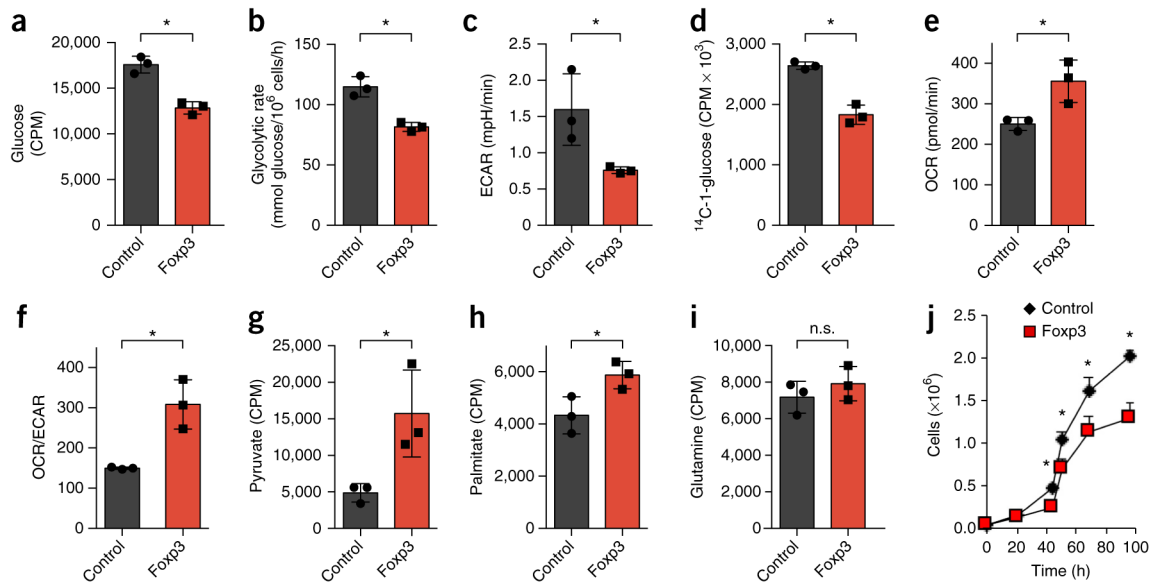 a
20,000
15,000
10,000
5,000
0
Glucose
(CPM)
*
Control
Foxp3
b
150
100
50
0
Glycolytic rate
(mmol glucose/10⁶ cells/h)
*
Control
Foxp3
c
2.5
2.0
1.5
1.0
0.5
0
ECAR (mpH/min)
*
Control
Foxp3
d
3,000
2,000
1,000
0
¹⁴C-1-glucose (CPM × 10³)
*
Control
Foxp3
e
400
300
200
0
OCR (pmol/min)
*
Control
Foxp3
f
400
300
200
100
0
OCR/ECAR
*
Control
Foxp3
g
25,000
20,000
15,000
10,000
5,000
0
Pyruvate (CPM)
*
Control
Foxp3
h
6,000
4,000
2,000
0
Palmitate (CPM)
*
Control
Foxp3
i
10,000
8,000
6,000
4,000
2,000
0
Glutamine (CPM)
n.s.
Control
Foxp3
j
Control
Foxp3
2.0
1.5
1.0
0.5
0.0
Cells (×10⁶)
* * * *
0 20 40 60 80 100
Time (h)